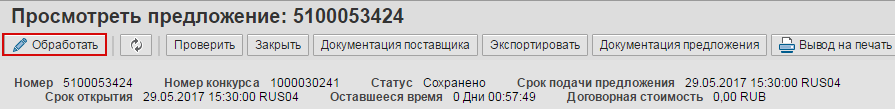 Просмотреть предложение: 5100053424
Обработать Проверить Закрыть Документация поставщика Экспортировать Документация предложения Вывод на печать
Номер 5100053424 Номер конкурса 1000030241 Статус Сохранено Срок подачи предложения 29.05.2017 15:30:00 RUS04
Срок открытия 29.05.2017 15:30:00 RUS04 Оставшееся время 0 Дни 00:57:49 Договорная стоимость 0,00 RUB